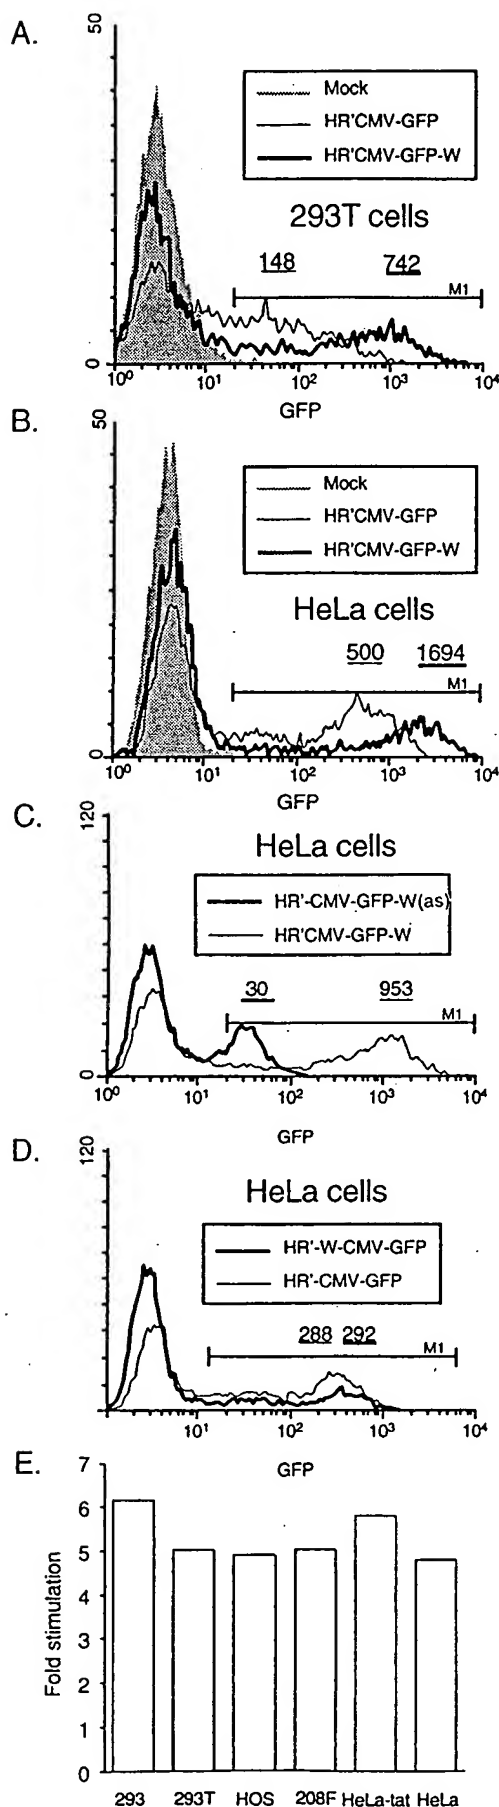 A.
50
Mock
HR'CMV-GFP
HR'CMV-GFP-W
293T cells
148 742
M1
0
10⁰ 10¹ 10² 10³ 10⁴
GFP
B.
50
Mock
HR'CMV-GFP
HR'CMV-GFP-W
HeLa cells
500 1694
M1
0
10⁰ 10¹ 10² 10³ 10⁴
GFP
C.
120
HeLa cells
HR'-CMV-GFP-W(as)
HR'CMV-GFP-W
30 953
M1
0
10⁰ 10¹ 10² 10³ 10⁴
GFP
D.
120
HeLa cells
HR'-W-CMV-GFP
HR'-CMV-GFP
288 292
M1
0
10¹ 10² 10³ 10⁴
GFP
E.
Fold stimulation
7
6
5
4
3
2
1
0
293 293T HOS 208F HeLa-tat HeLa